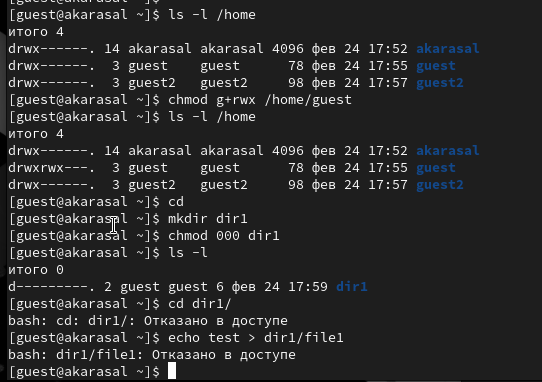 [guest@akarasal ~]$ ls -l /home
итого 4
drwx------. 14 akarasal akarasal 4096 фев 24 17:52 akarasal
drwx------.  3 guest    guest      78 фев 24 17:55 guest
drwx------.  3 guest2   guest2     98 фев 24 17:57 guest2
[guest@akarasal ~]$ chmod g+rwx /home/guest
[guest@akarasal ~]$ ls -l /home
итого 4
drwx------. 14 akarasal akarasal 4096 фев 24 17:52 akarasal
drwxrwx---.  3 guest    guest      78 фев 24 17:55 guest
drwx------.  3 guest2   guest2     98 фев 24 17:57 guest2
[guest@akarasal ~]$ cd
[guest@akarasal ~]$ mkdir dir1
[guest@akarasal ~]$ chmod 000 dir1
[guest@akarasal ~]$ ls -l
итого 0
d---------. 2 guest guest 6 фев 24 17:59 dir1
[guest@akarasal ~]$ cd dir1/
bash: cd: dir1/: Отказано в доступе
[guest@akarasal ~]$ echo test > dir1/file1
bash: dir1/file1: Отказано в доступе
[guest@akarasal ~]$